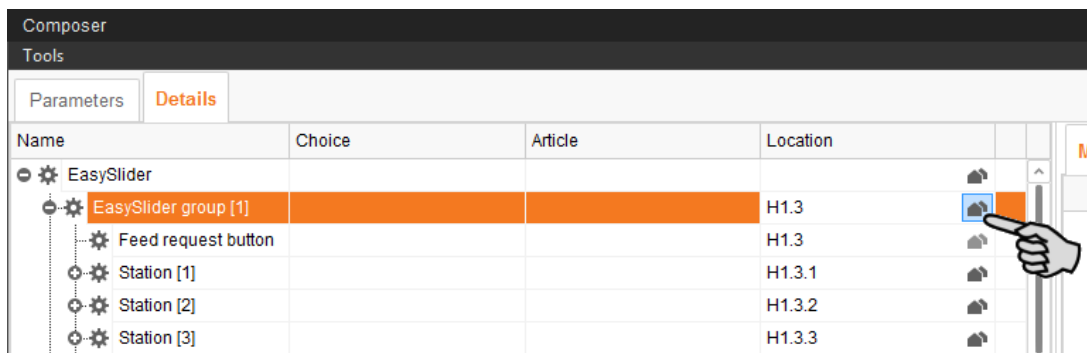 Composer
Tools
Parameters Details
Name Choice Article Location
EasySlider
EasySlider group [1] H1.3
Feed request button H1.3
Station [1] H1.3.1
Station [2] H1.3.2
Station [3] H1.3.3